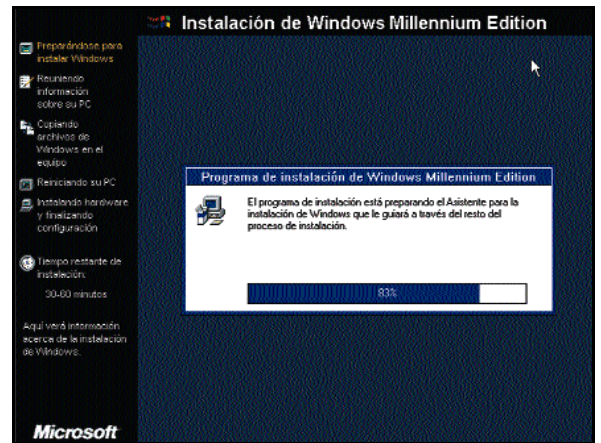 Instalación de Windows Millennium Edition
Preparándose para
instalar Windows
Reuniendo
información
sobre su PC
Copiando
archivos de
Windows en el
equipo
Reiniciando su PC
Instalando hardware
y finalizando
configuración
Tiempo restante de
instalación:
30-60 minutos
Aquí verá información
acerca de la instalación
de Windows.
Microsoft
Programa de instalación de Windows Millennium Edition
El programa de instalación está preparando el Asistente para la
instalación de Windows que le guiará a través del resto del
proceso de instalación.
83%